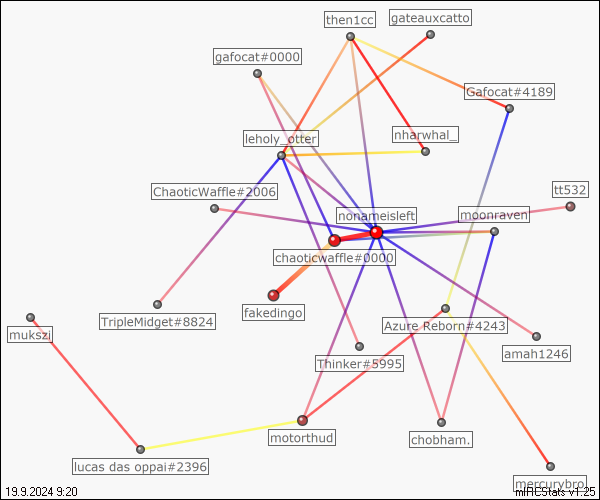 then1cc
gateauxcatto
gafocat#0000
Gafocat#4189
leholy_otter
nharwhal_
ChaoticWaffle#2006
tt532
nonameisleft
moonraven
chaoticwaffle#0000
fakedingo
TripleMidget#8824
Azure Reborn#4243
mukszi
Thinker#5995
amah1246
motorthud
chobham.
lucas das oppai#2396
mercurybro
19.9.2024 9:20
mIRCStats v1.25